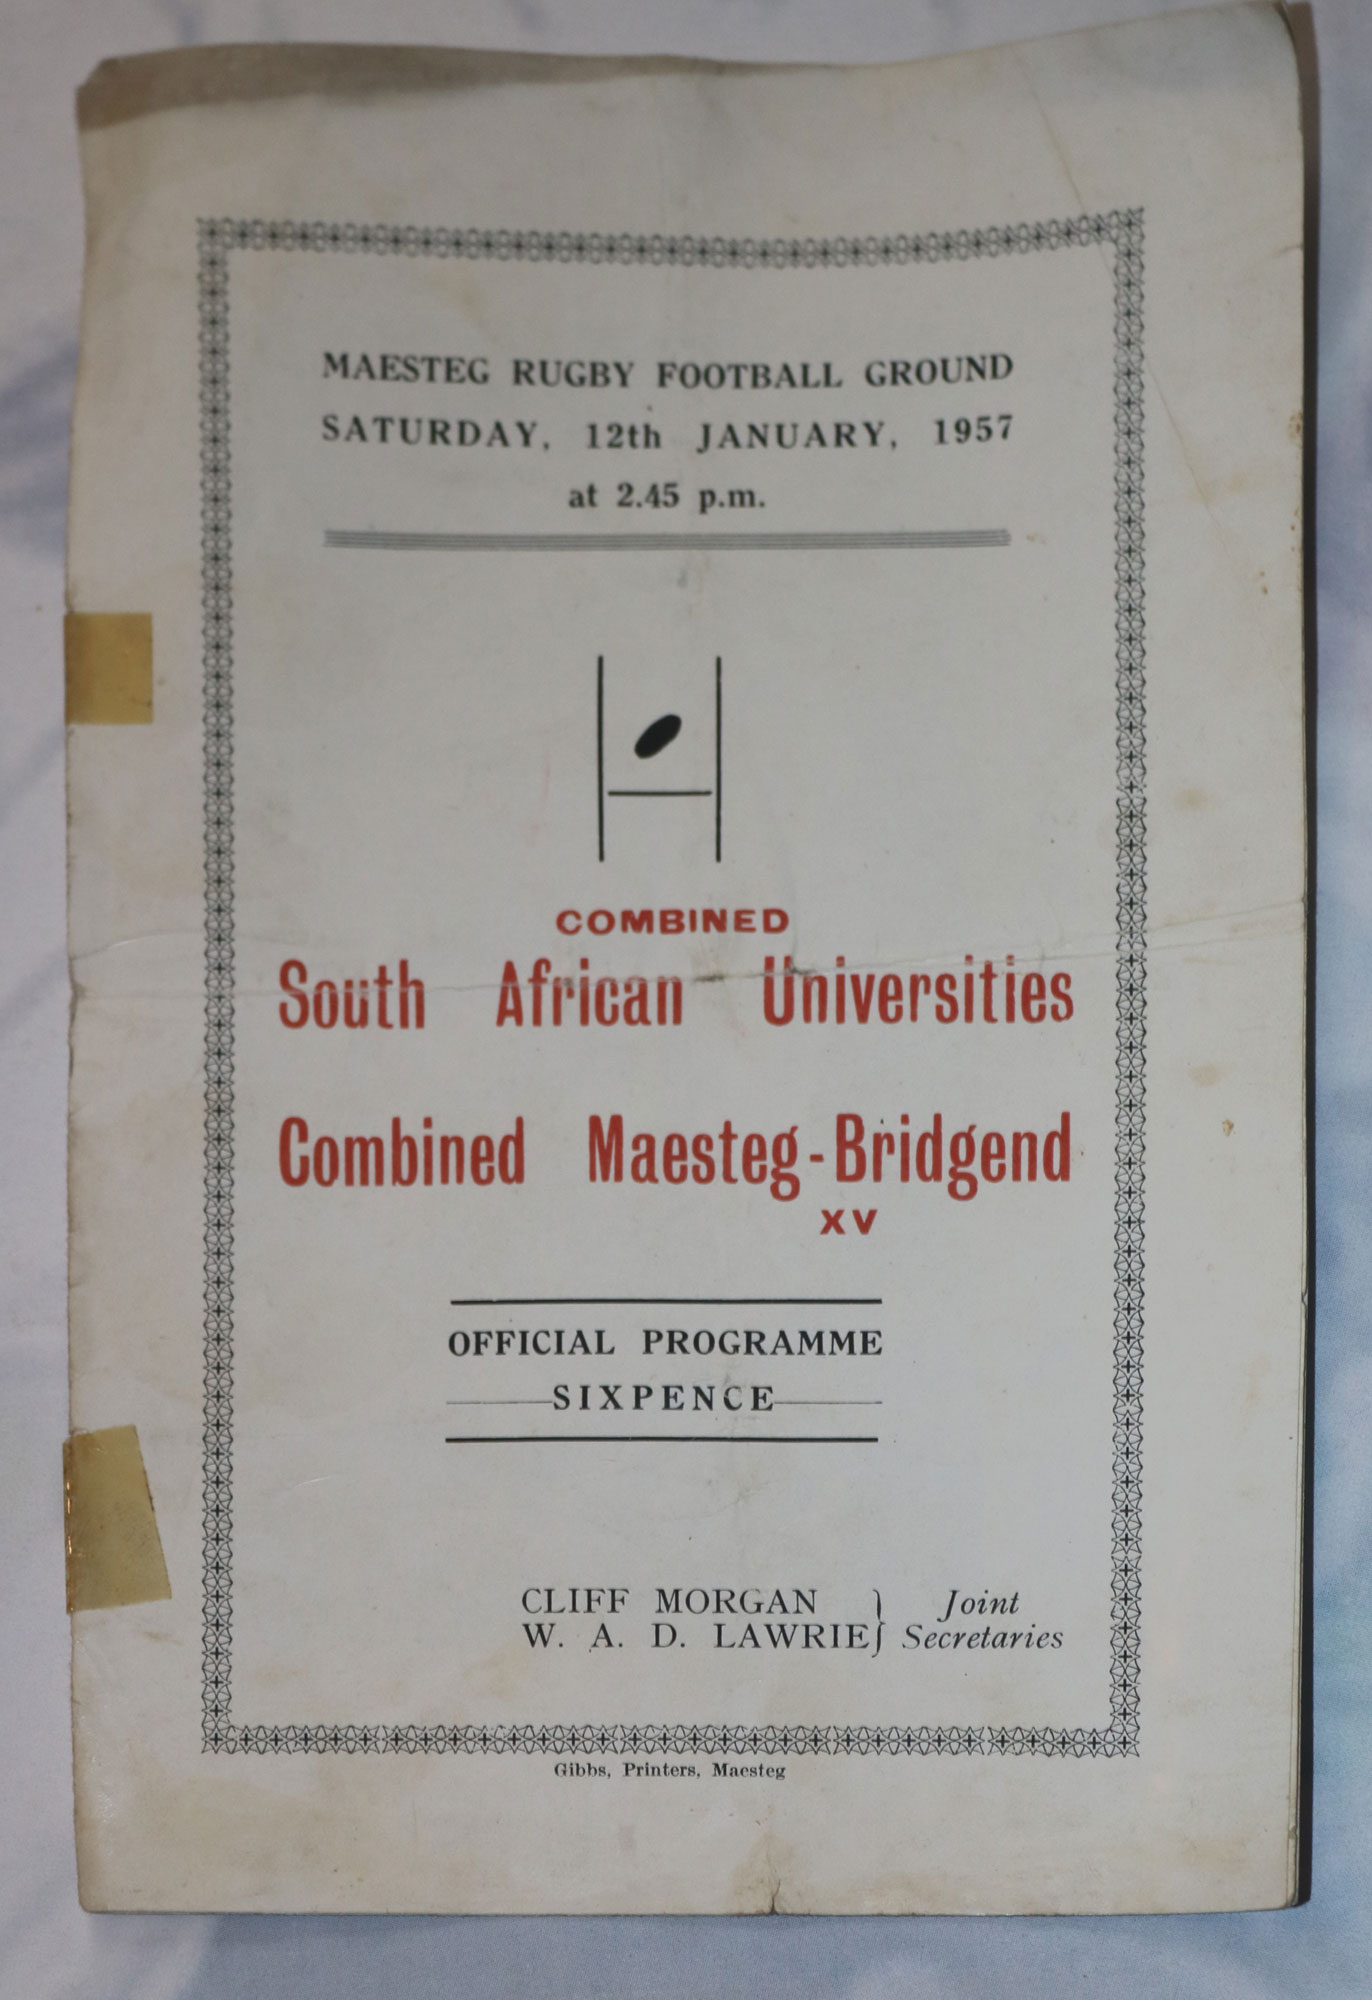 MAESTEG RUGBY FOOTBALL GROUND
SATURDAY, 12th JANUARY, 1957
at 2.45 p.m.
COMBINED
South African Universities
Combined Maesteg-Bridgend
XV
OFFICIAL PROGRAMME
SIXPENCE
CLIFF MORGAN } Joint
W. A. D. LAWRIE } Secretaries
Gibbs, Printers, Maesteg